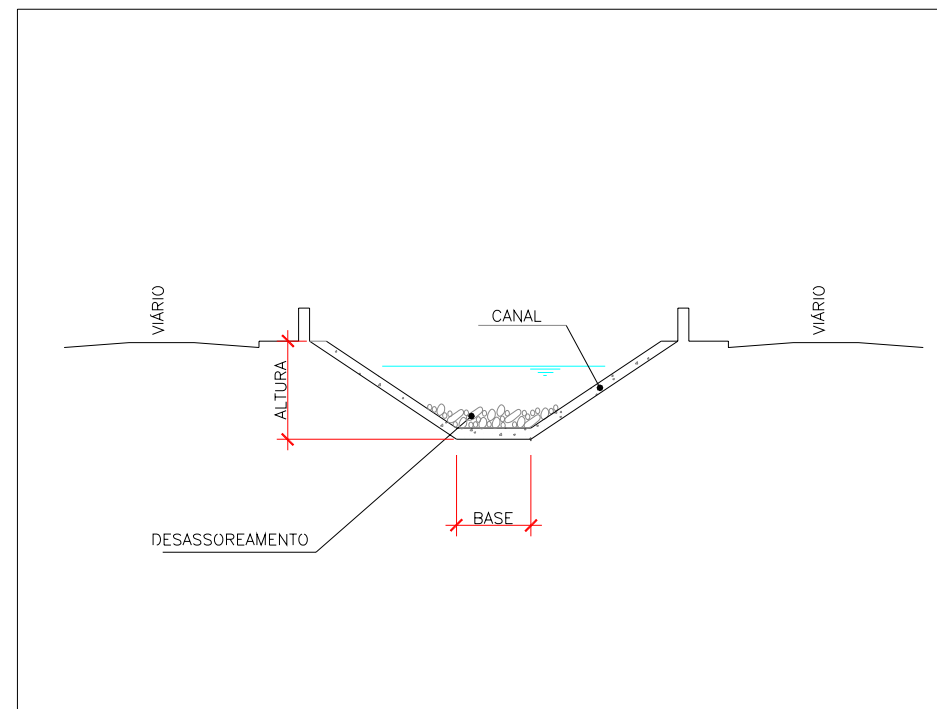 VIÁRIO
VIÁRIO
CANAL
ALTURA
BASE
DESASSOREAMENTO